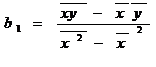 b₁ = (x̅y̅ − x̅ y̅) / (x̅²̅ − x̅²)